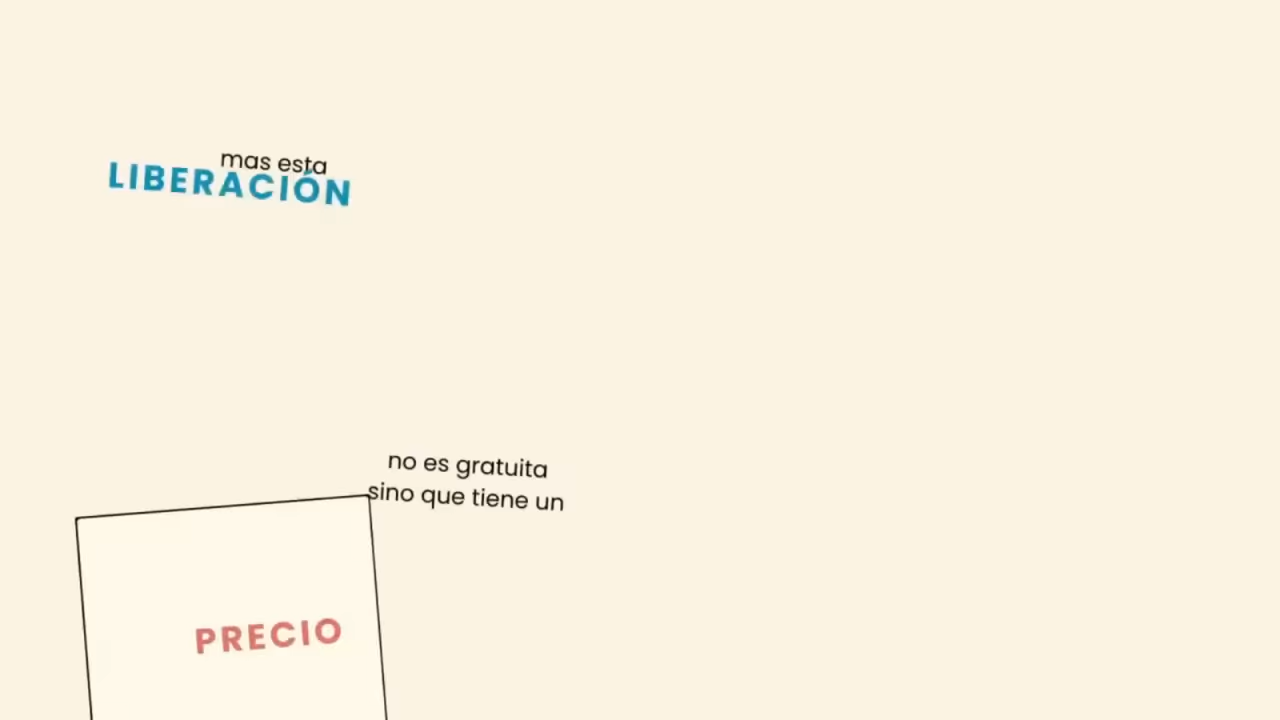 mas esta
LIBERACIÓN
no es gratuita
sino que tiene un
PRECIO